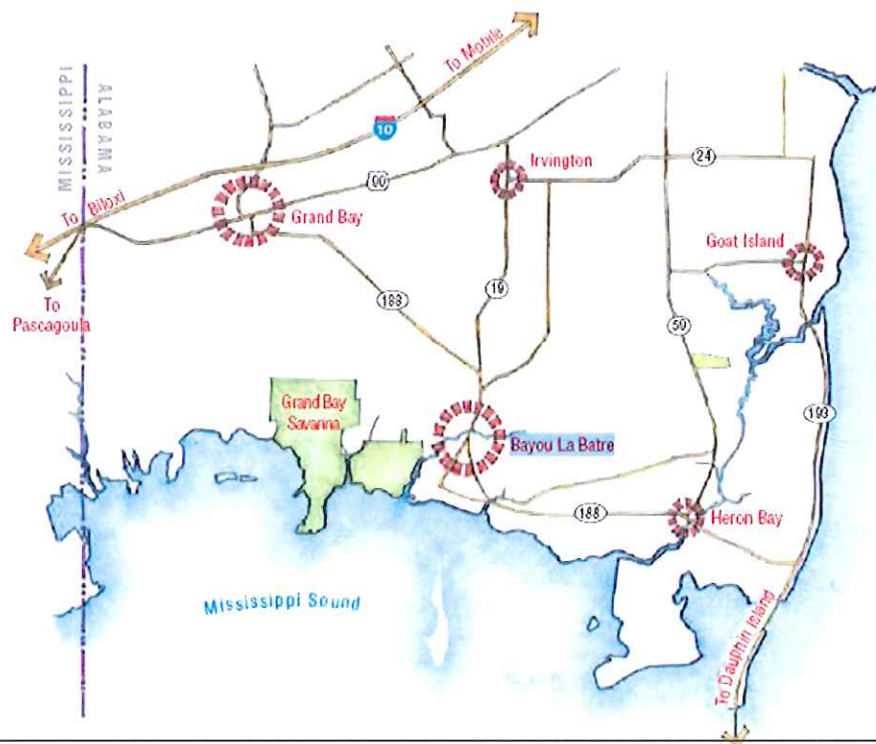 To Mobile
MISSISSIPPI
ALABAMA
10
To Biloxi
90
Irvington
24
Grand Bay
Goat Island
To
Pascagoula
188
19
59
193
Grand Bay
Savanna
Bayou La Batre
188
Heron Bay
Mississippi Sound
To Dauphin Island